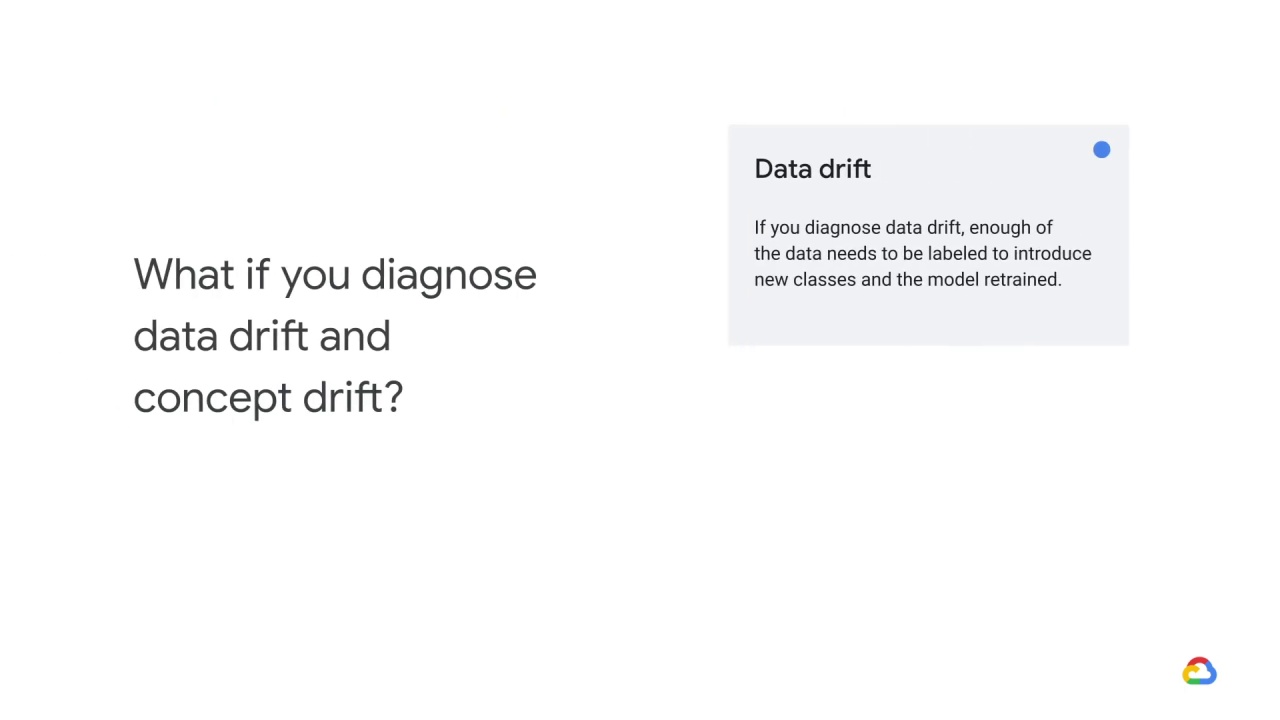 What if you diagnose
data drift and
concept drift?
Data drift
If you diagnose data drift, enough of
the data needs to be labeled to introduce
new classes and the model retrained.